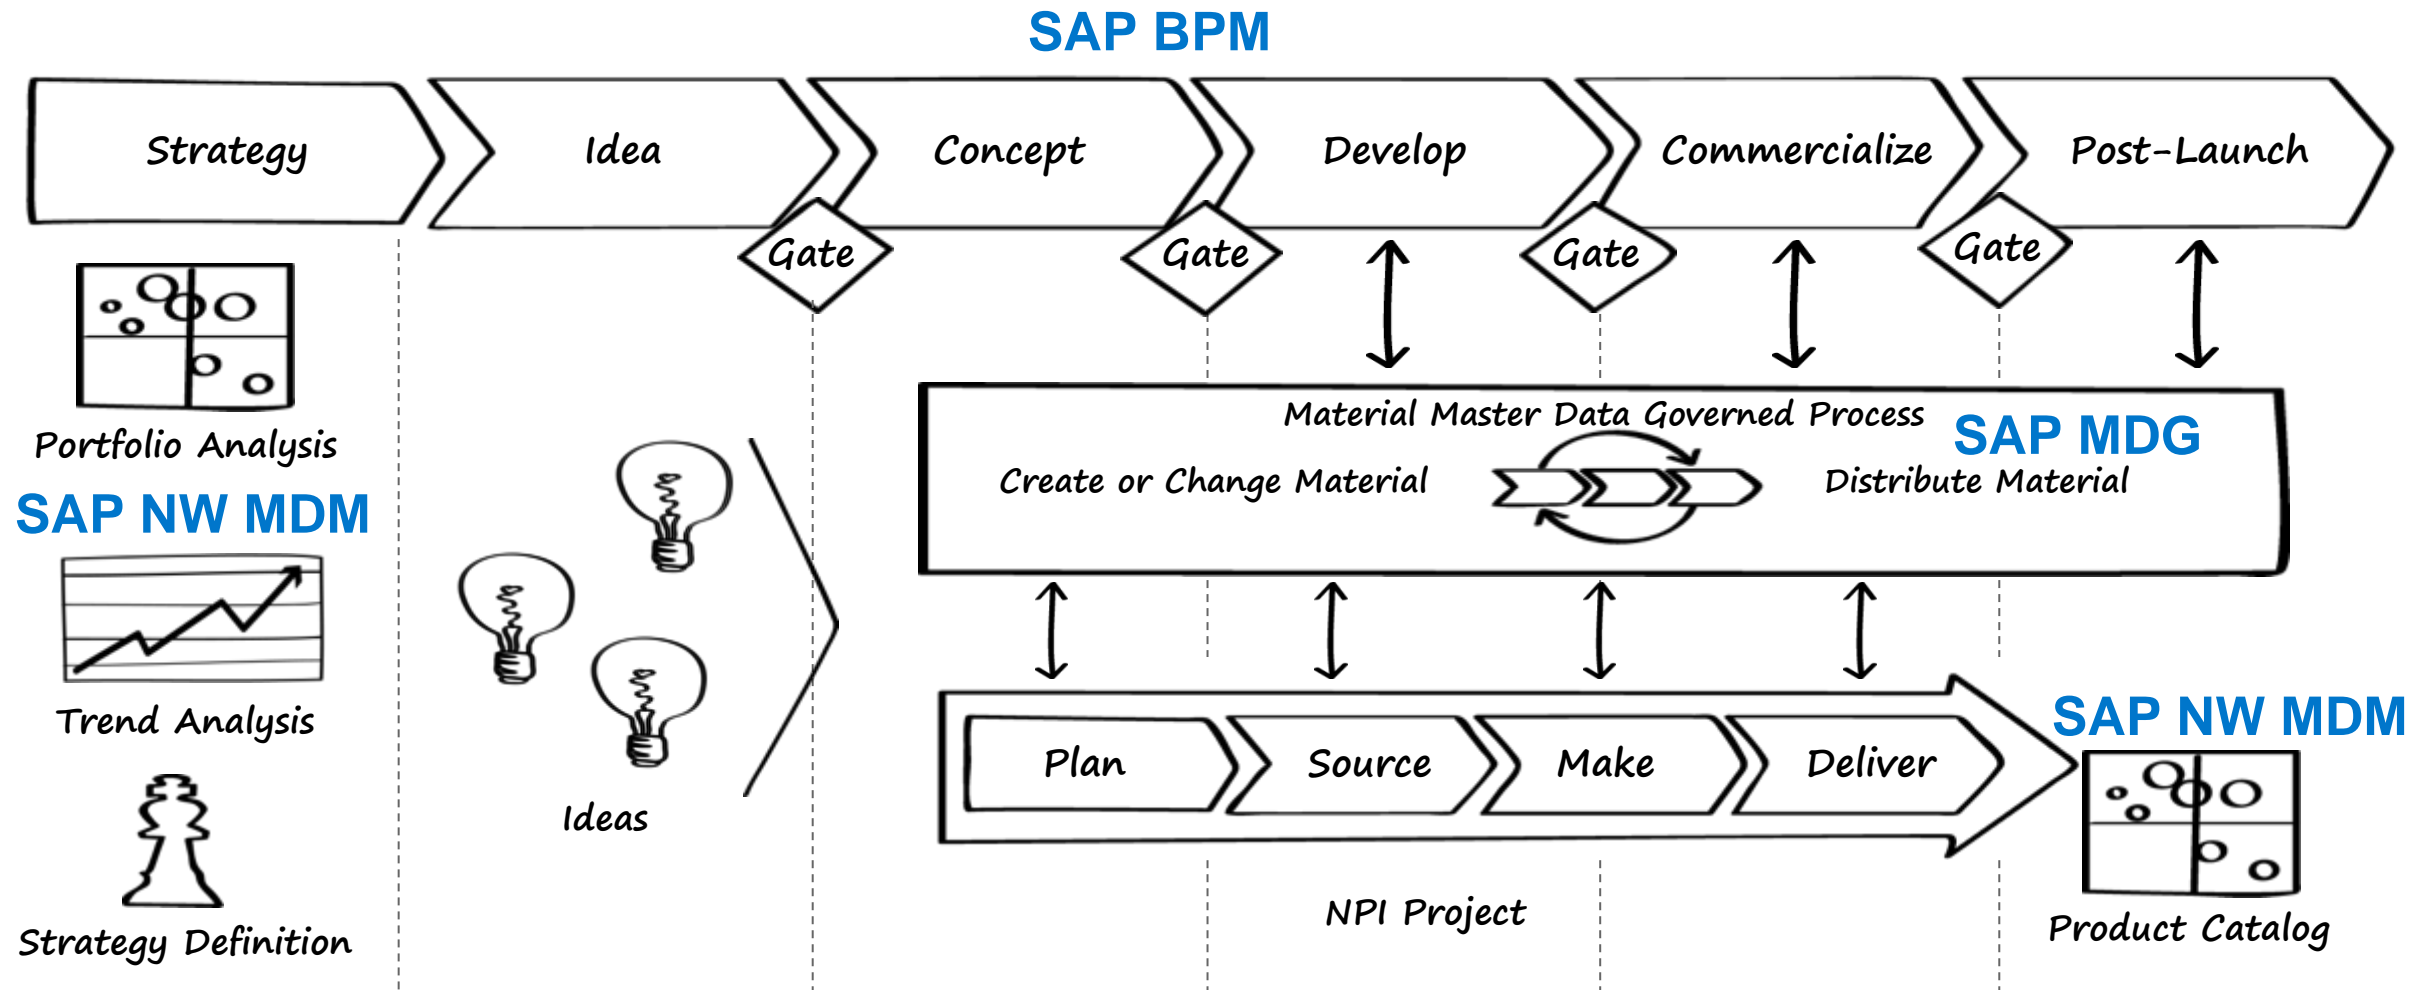 SAP BPM
Strategy
Idea
Concept
Develop
Commercialize
Post-Launch
Gate
Gate
Gate
Gate
Portfolio Analysis
SAP NW MDM
Trend Analysis
Strategy Definition
Ideas
Material Master Data Governed Process
SAP MDG
Create or Change Material
Distribute Material
Plan
Source
Make
Deliver
NPI Project
SAP NW MDM
Product Catalog